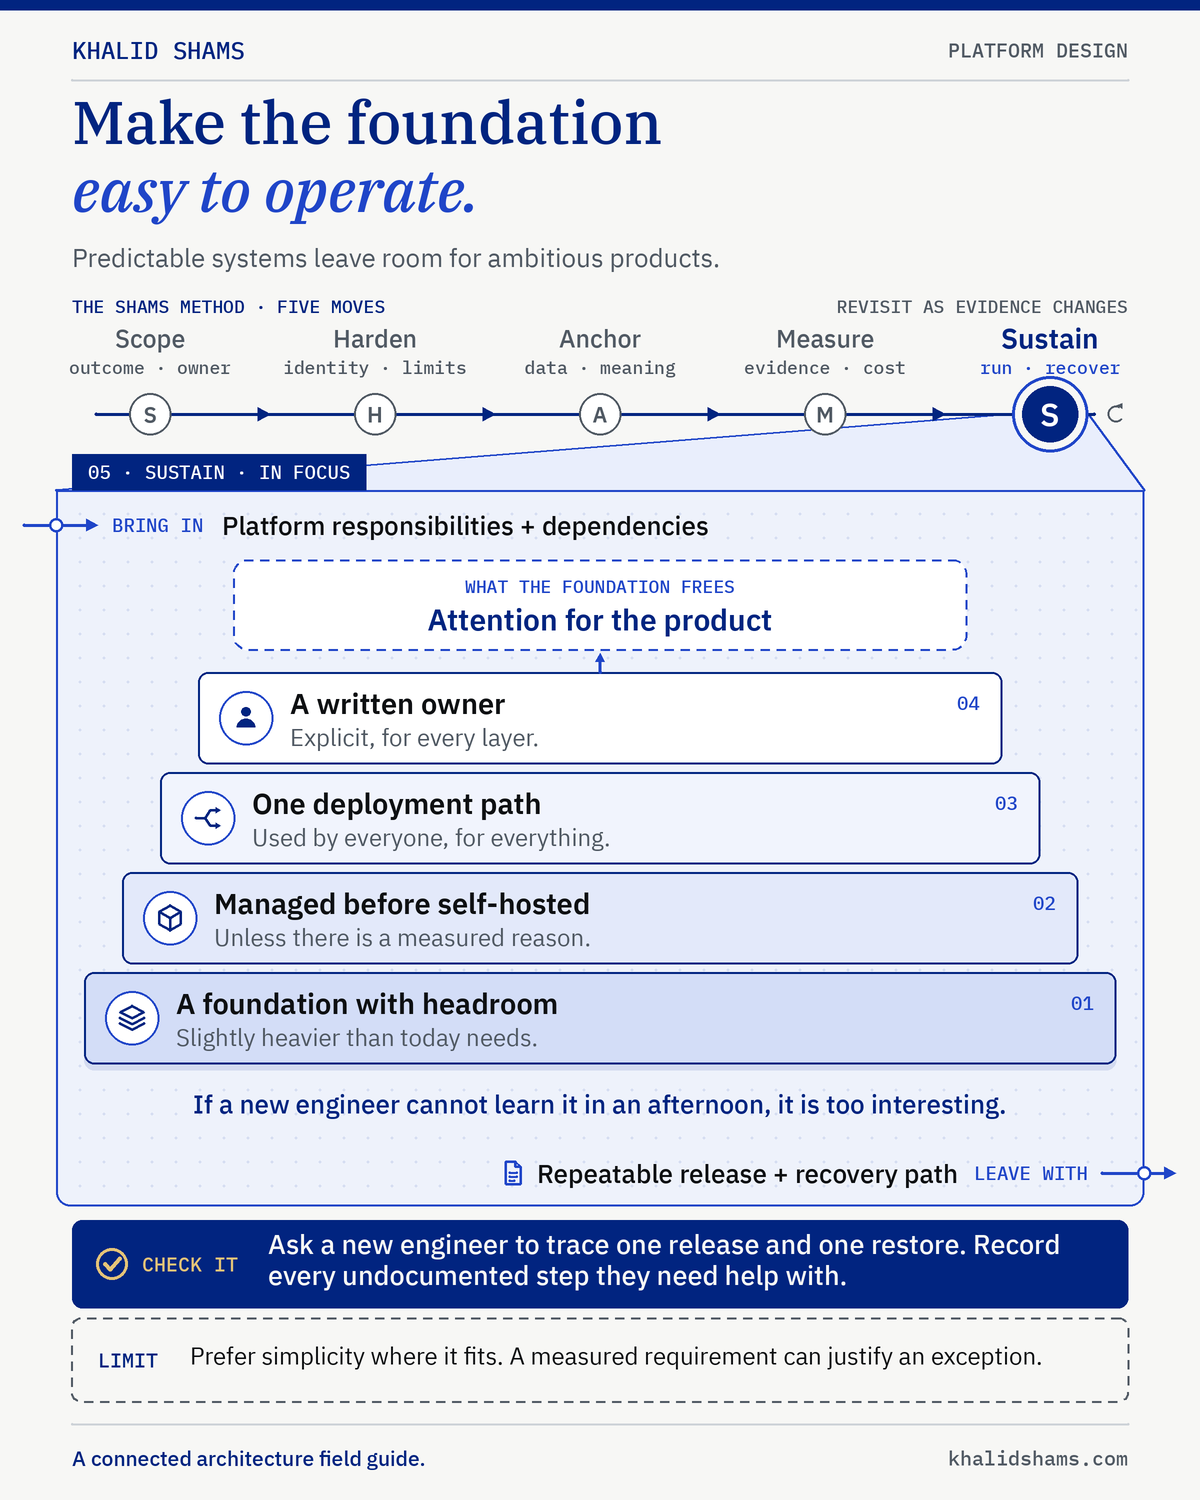 KHALID SHAMS
PLATFORM DESIGN
Make the foundation
easy to operate.
Predictable systems leave room for ambitious products.
THE SHAMS METHOD · FIVE MOVES
REVISIT AS EVIDENCE CHANGES
Scope
outcome · owner
Harden
identity · limits
Anchor
data · meaning
Measure
evidence · cost
Sustain
run · recover
S
H
A
M
S
05 · SUSTAIN · IN FOCUS
BRING IN Platform responsibilities + dependencies
WHAT THE FOUNDATION FREES
Attention for the product
A written owner
04
Explicit, for every layer.
One deployment path
03
Used by everyone, for everything.
Managed before self-hosted
02
Unless there is a measured reason.
A foundation with headroom
01
Slightly heavier than today needs.
If a new engineer cannot learn it in an afternoon, it is too interesting.
Repeatable release + recovery path LEAVE WITH
CHECK IT
Ask a new engineer to trace one release and one restore. Record
every undocumented step they need help with.
LIMIT
Prefer simplicity where it fits. A measured requirement can justify an exception.
A connected architecture field guide.
khalidshams.com